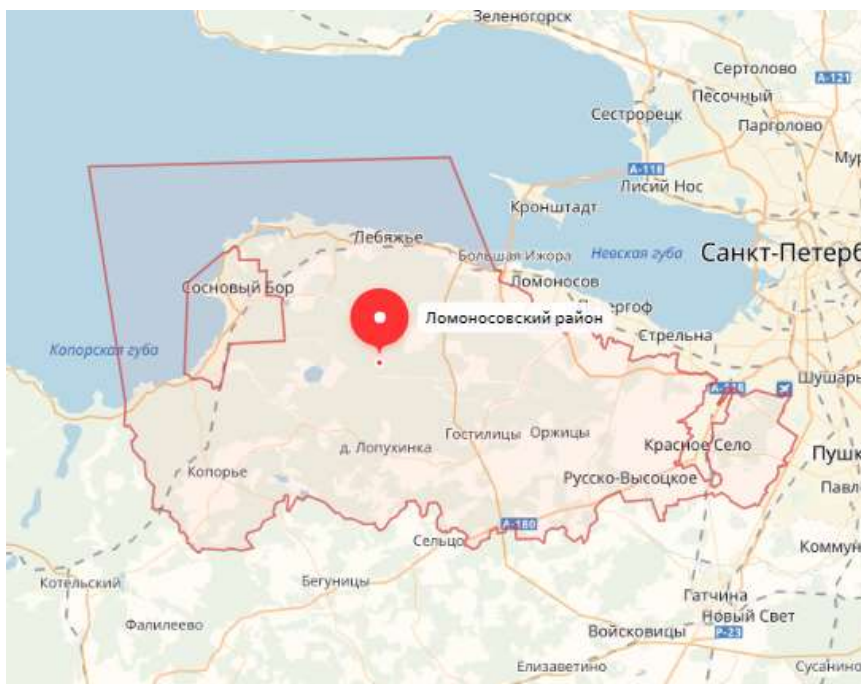 Зеленогорск
Сертолово
А-121
Песочный
Сестрорецк
Парголово
Мур
А-118
Лисий Нос
Кронштадт
Лебяжье
Большая Ижора
Невская губа
Санкт-Петерб
Сосновый Бор
Ломоносов
Ломоносовский район
Стрельна
Копорская губа
Шушары
Гостилицы
Оржицы
д. Лопухинка
Красное Село
Пушк
Копорье
Русско-Высоцкое
Павл
А-180
Сельцо
Комму
Котельский
Бегуницы
Гатчина
Новый Свет
Фалилеево
Войсковицы
Р-23
Елизаветино
Сусанино